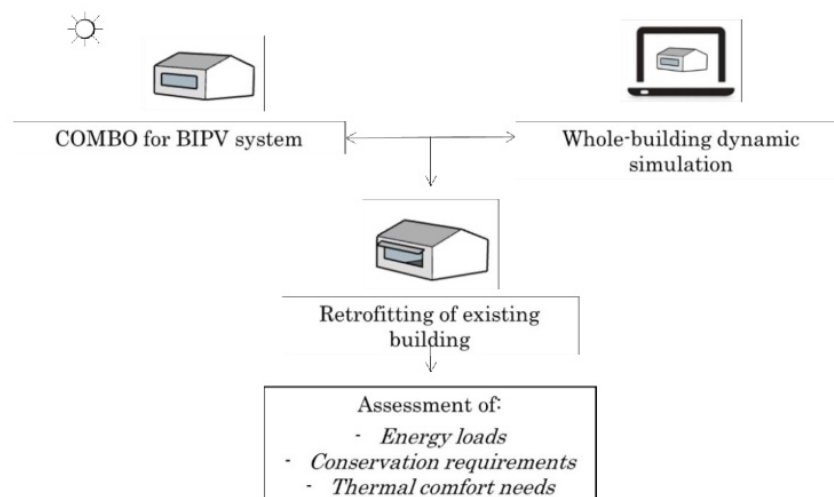 COMBO for BIPV system
Whole-building dynamic
simulation
Retrofitting of existing
building
Assessment of:
- Energy loads
- Conservation requirements
- Thermal comfort needs